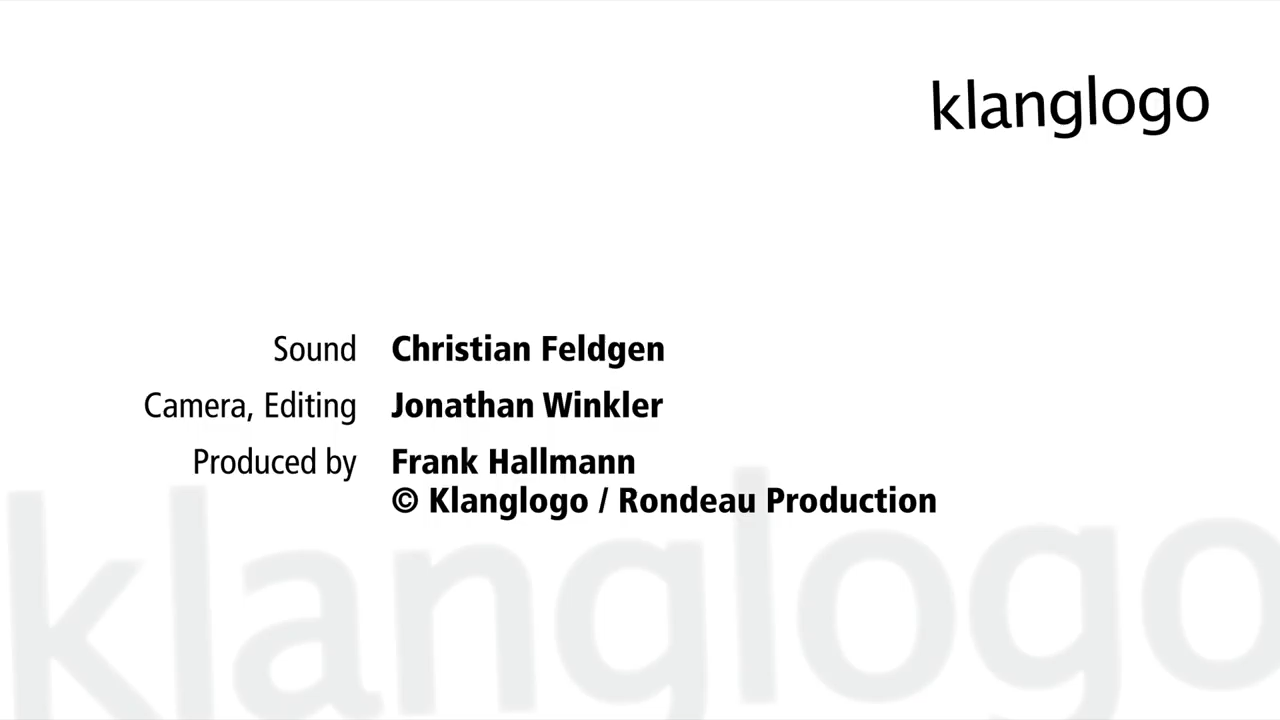 klanglogo
Sound Christian Feldgen
Camera, Editing Jonathan Winkler
Produced by Frank Hallmann
© Klanglogo / Rondeau Production
klanglogo